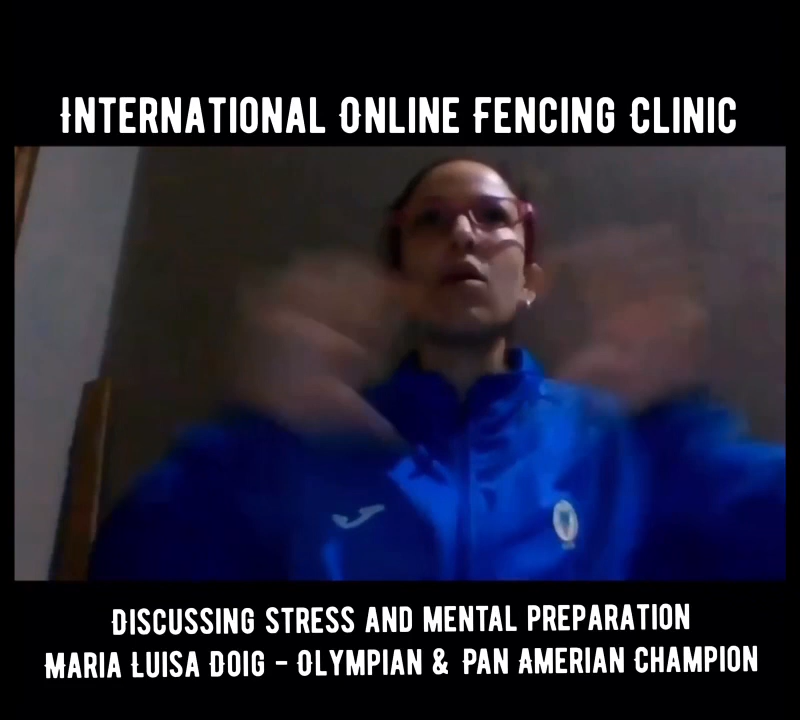 International Online Fencing Clinic
Discussing stress and mental preparation
Maria Luisa Doig - Olympian & Pan Amerian Champion